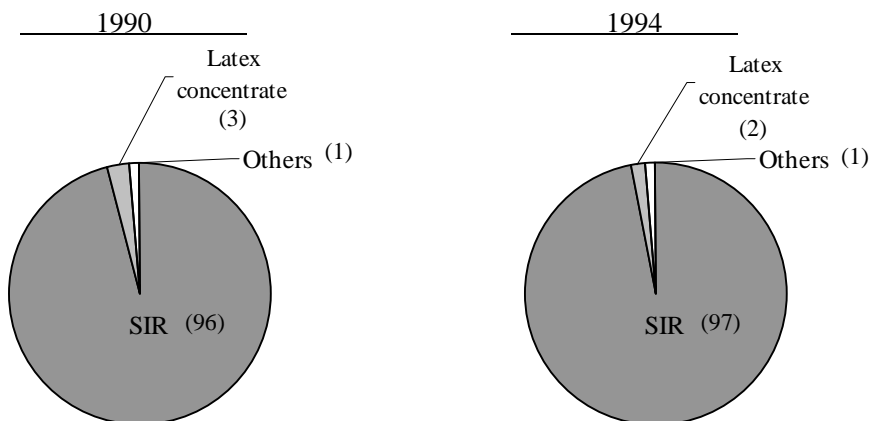 1990
Latex
concentrate
(3)
Others (1)
SIR (96)
1994
Latex
concentrate
(2)
Others (1)
SIR (97)